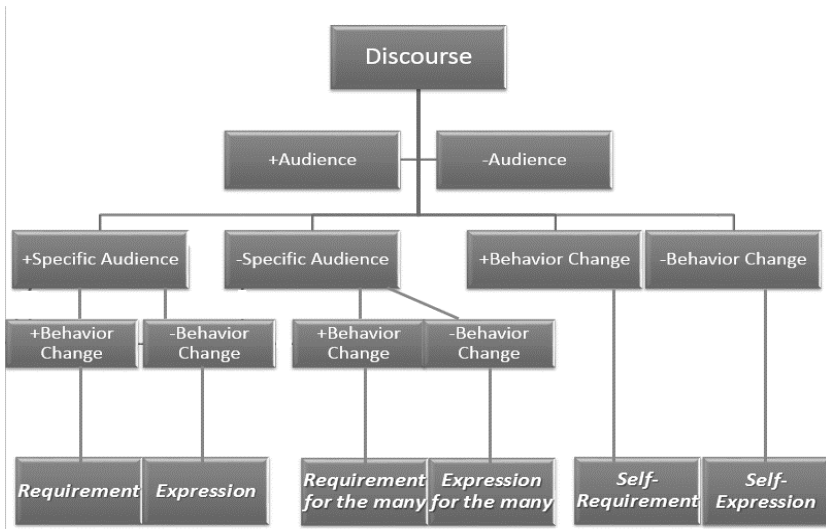 Discourse
+Audience
-Audience
+Specific Audience
-Specific Audience
+Behavior Change
-Behavior Change
+Behavior
Change
-Behavior
Change
+Behavior
Change
-Behavior
Change
Requirement
Expression
Requirement
for the many
Expression
for the many
Self-
Requirement
Self-
Expression